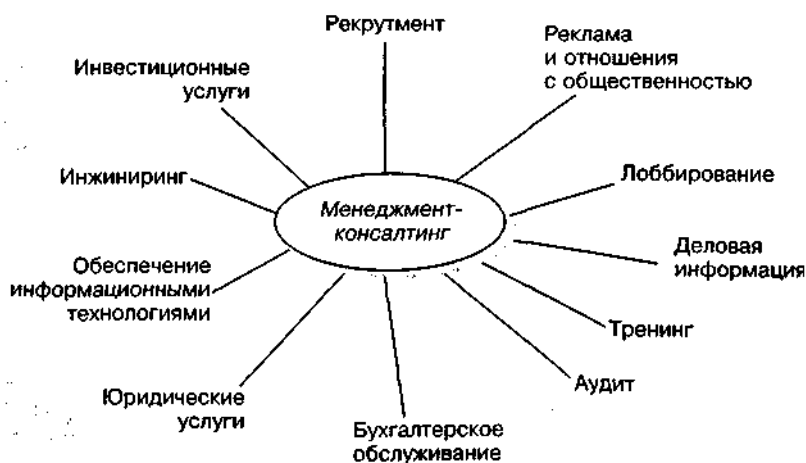 Рекрутмент
Реклама
и отношения
с общественностью
Инвестиционные
услуги
Инжиниринг
Лоббирование
Менеджмент-
консалтинг
Деловая
информация
Обеспечение
информационными
технологиями
Тренинг
Аудит
Юридические
услуги
Бухгалтерское
обслуживание